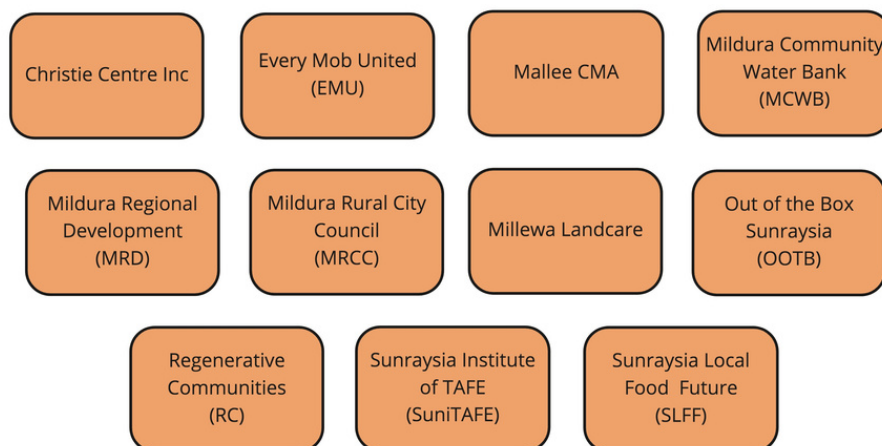 Christie Centre Inc
Every Mob United
(EMU)
Mallee CMA
Mildura Community
Water Bank
(MCWB)
Mildura Regional
Development
(MRD)
Mildura Rural City
Council
(MRCC)
Millewa Landcare
Out of the Box
Sunraysia
(OOTB)
Regenerative
Communities
(RC)
Sunraysia Institute
of TAFE
(SuniTAFE)
Sunraysia Local
Food Future
(SLFF)